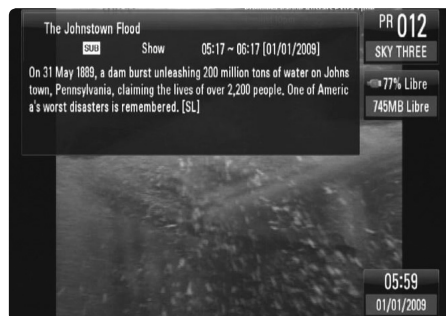 The Johnstown Flood
SUB Show 05:17 ~ 06:17 [01/01/2009]
On 31 May 1889, a dam burst unleashing 200 million tons of water on Johns
town, Pennsylvania, claiming the lives of over 2,200 people. One of Americ
a's worst disasters is remembered. [SL]
PR 012
SKY THREE
77% Libre
745MB Libre
05:59
01/01/2009